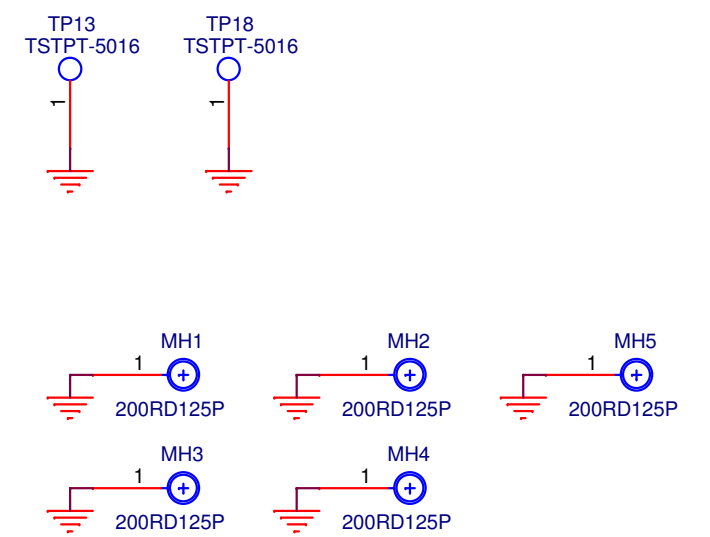 TP13
TSTPT-5016
1
TP18
TSTPT-5016
1
MH1
1
200RD125P
MH2
1
200RD125P
MH5
1
200RD125P
MH3
1
200RD125P
MH4
1
200RD125P